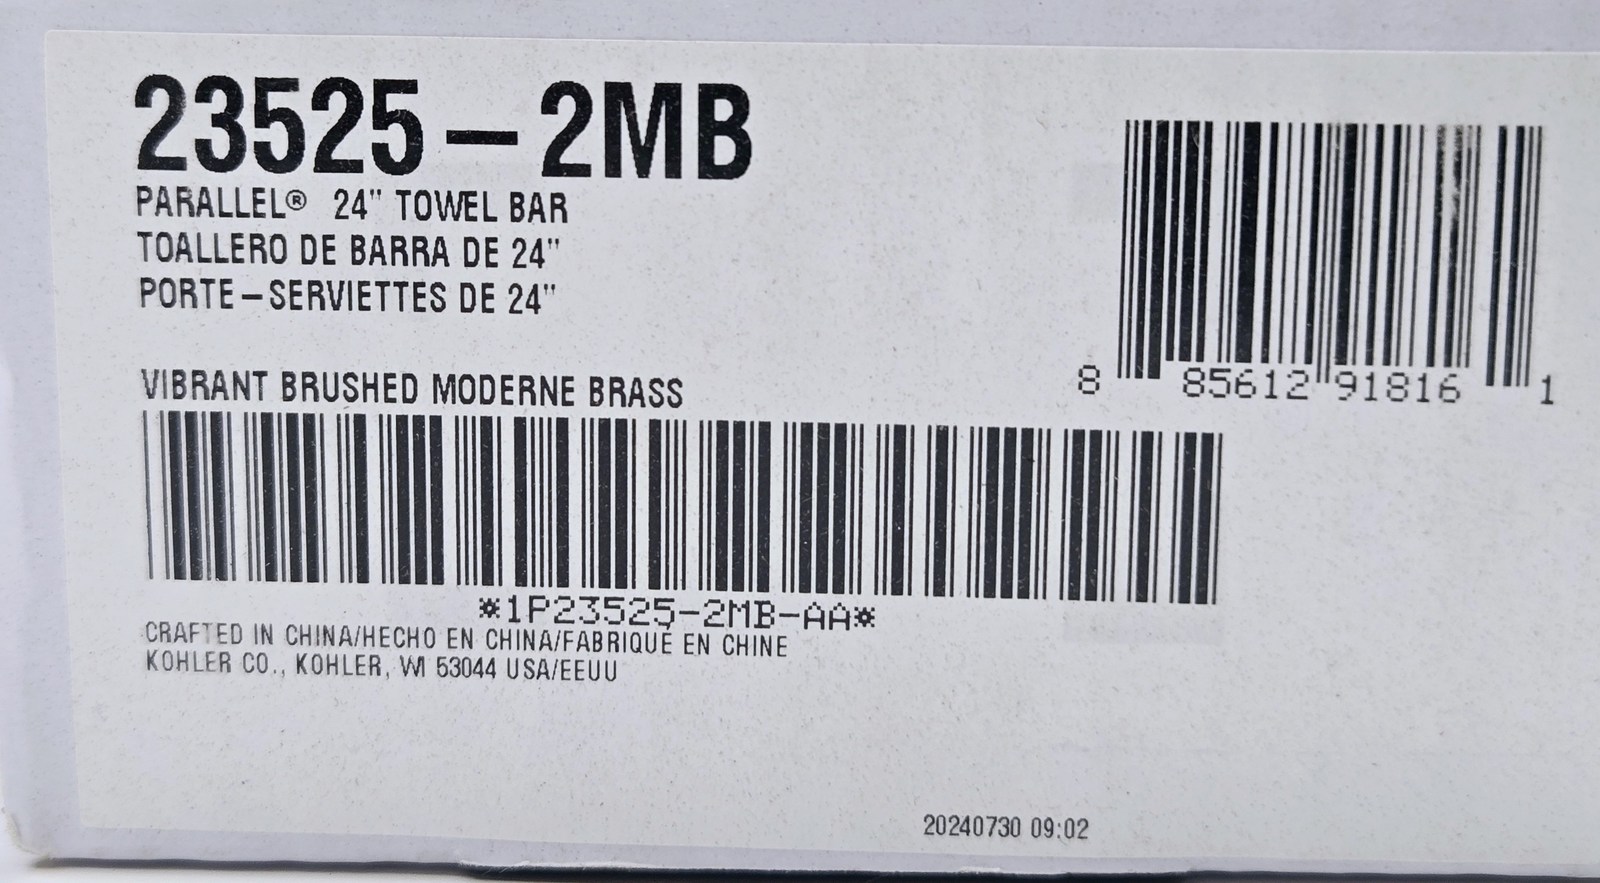 23525-2MB
PARALLEL® 24" TOWEL BAR
TOALLERO DE BARRA DE 24"
PORTE-SERVIETTES DE 24"
VIBRANT BRUSHED MODERNE BRASS
8 85612 91816 1
*1P23525-2MB-AA*
CRAFTED IN CHINA/HECHO EN CHINA/FABRIQUÉ EN CHINE
KOHLER CO., KOHLER, WI 53044 USA/EEUU
20240730 09:02